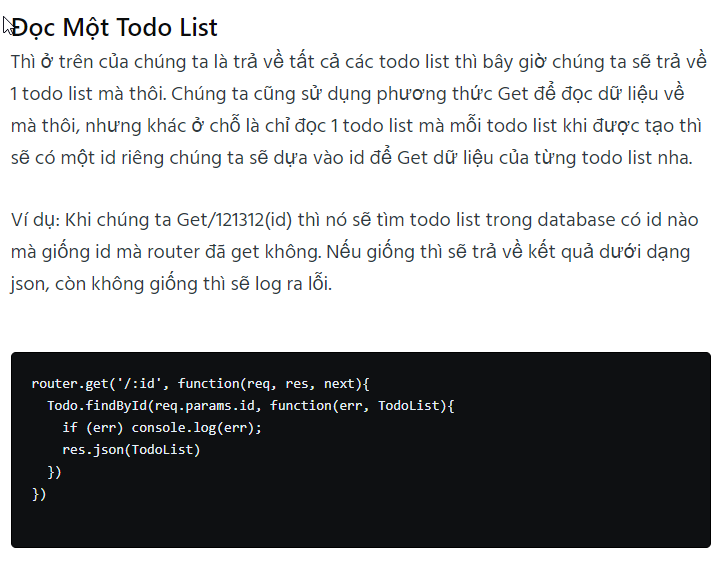 Đọc Một Todo List
Thì ở trên của chúng ta là trả về tất cả các todo list thì bây giờ chúng ta sẽ trả về
1 todo list mà thôi. Chúng ta cũng sử dụng phương thức Get để đọc dữ liệu về
mà thôi, nhưng khác ở chỗ là chỉ đọc 1 todo list mà mỗi todo list khi được tạo thì
sẽ có một id riêng chúng ta sẽ dựa vào id để Get dữ liệu của từng todo list nha.
Ví dụ: Khi chúng ta Get/121312(id) thì nó sẽ tìm todo list trong database có id nào
mà giống id mà router đã get không. Nếu giống thì sẽ trả về kết quả dưới dạng
json, còn không giống thì sẽ log ra lỗi.
router.get('/:id', function(req, res, next){
  Todo.findById(req.params.id, function(err, TodoList){
    if (err) console.log(err);
    res.json(TodoList)
  })
})